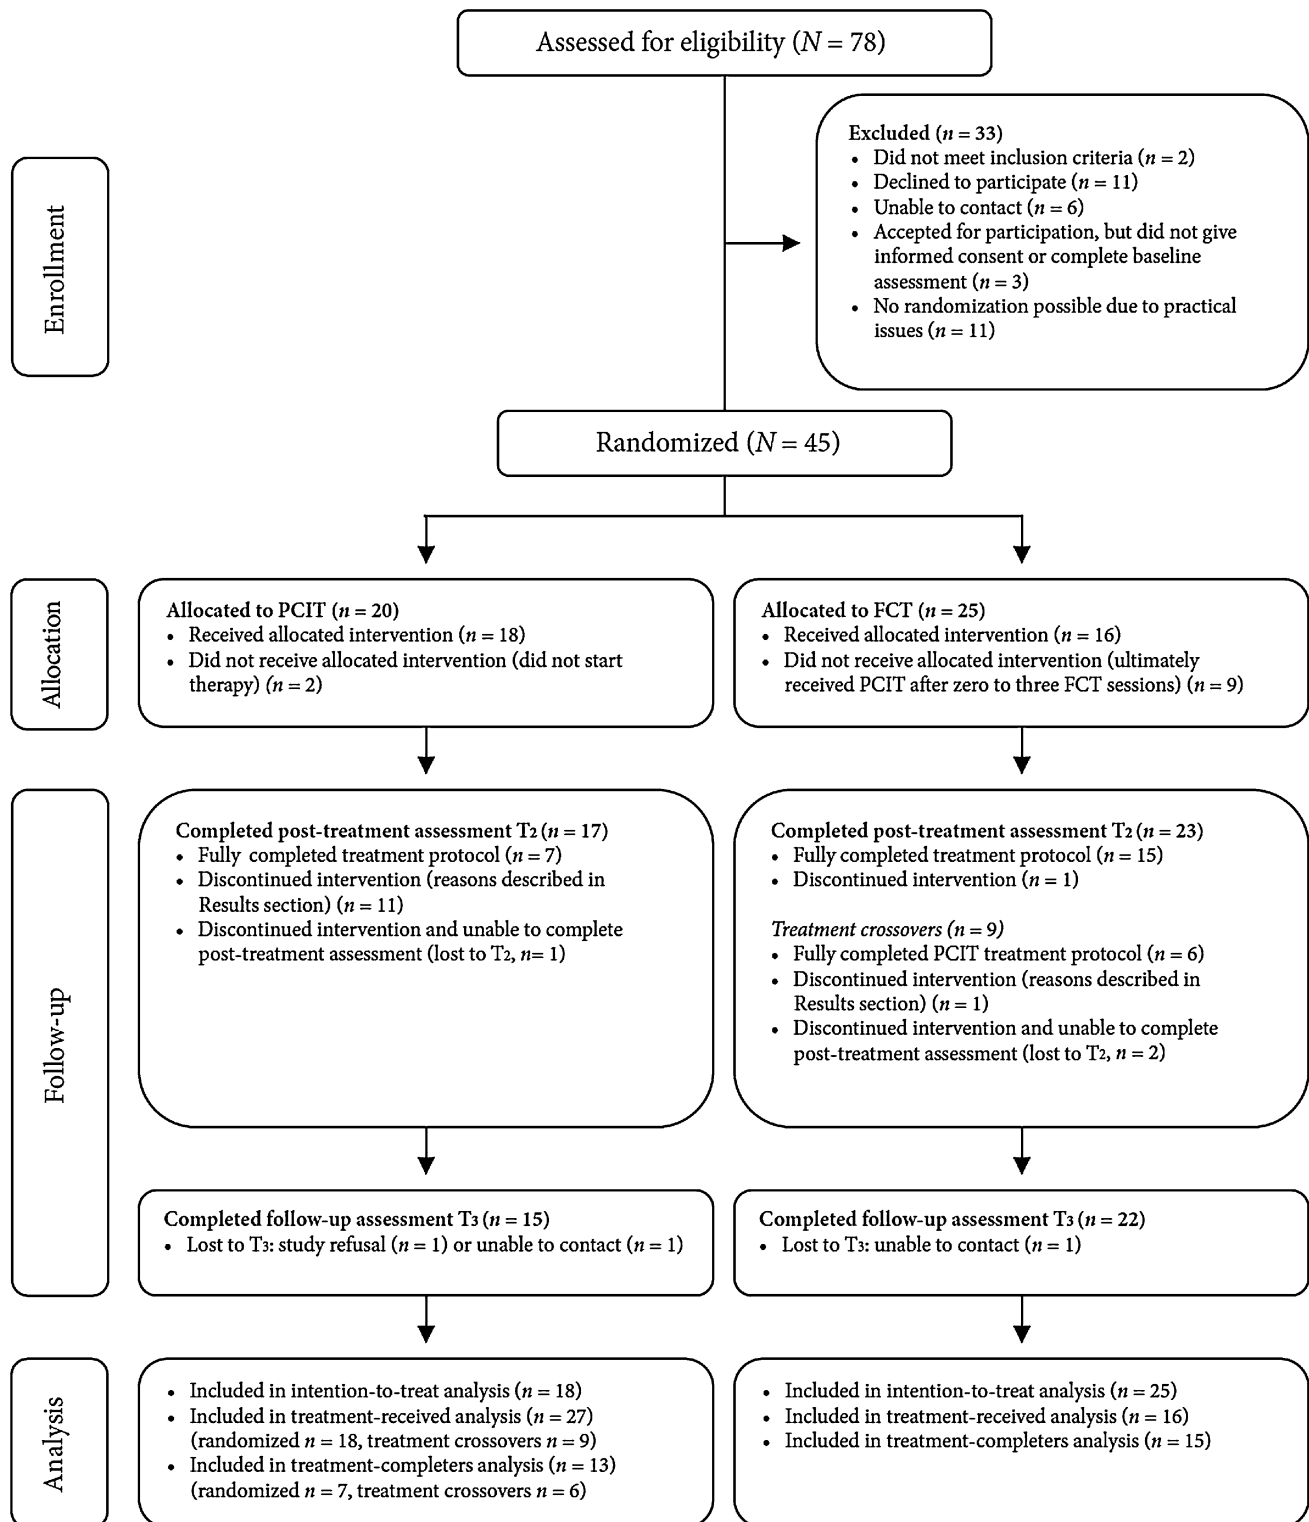 Assessed for eligibility (N = 78)
Enrollment
Excluded (n = 33)
• Did not meet inclusion criteria (n = 2)
• Declined to participate (n = 11)
• Unable to contact (n = 6)
• Accepted for participation, but did not give
informed consent or complete baseline
assessment (n = 3)
• No randomization possible due to practical
issues (n = 11)
Randomized (N = 45)
Allocation
Allocated to PCIT (n = 20)
• Received allocated intervention (n = 18)
• Did not receive allocated intervention (did not start
therapy) (n = 2)
Allocated to FCT (n = 25)
• Received allocated intervention (n = 16)
• Did not receive allocated intervention (ultimately
received PCIT after zero to three FCT sessions) (n = 9)
Follow-up
Completed post-treatment assessment T2 (n = 17)
• Fully completed treatment protocol (n = 7)
• Discontinued intervention (reasons described in
Results section) (n = 11)
• Discontinued intervention and unable to complete
post-treatment assessment (lost to T2, n= 1)
Completed post-treatment assessment T2 (n = 23)
• Fully completed treatment protocol (n = 15)
• Discontinued intervention (n = 1)
Treatment crossovers (n = 9)
• Fully completed PCIT treatment protocol (n = 6)
• Discontinued intervention (reasons described in
Results section) (n = 1)
• Discontinued intervention and unable to complete
post-treatment assessment (lost to T2, n = 2)
Completed follow-up assessment T3 (n = 15)
• Lost to T3: study refusal (n = 1) or unable to contact (n = 1)
Completed follow-up assessment T3 (n = 22)
• Lost to T3: unable to contact (n = 1)
Analysis
• Included in intention-to-treat analysis (n = 18)
• Included in treatment-received analysis (n = 27)
(randomized n = 18, treatment crossovers n = 9)
• Included in treatment-completers analysis (n = 13)
(randomized n = 7, treatment crossovers n = 6)
• Included in intention-to-treat analysis (n = 25)
• Included in treatment-received analysis (n = 16)
• Included in treatment-completers analysis (n = 15)